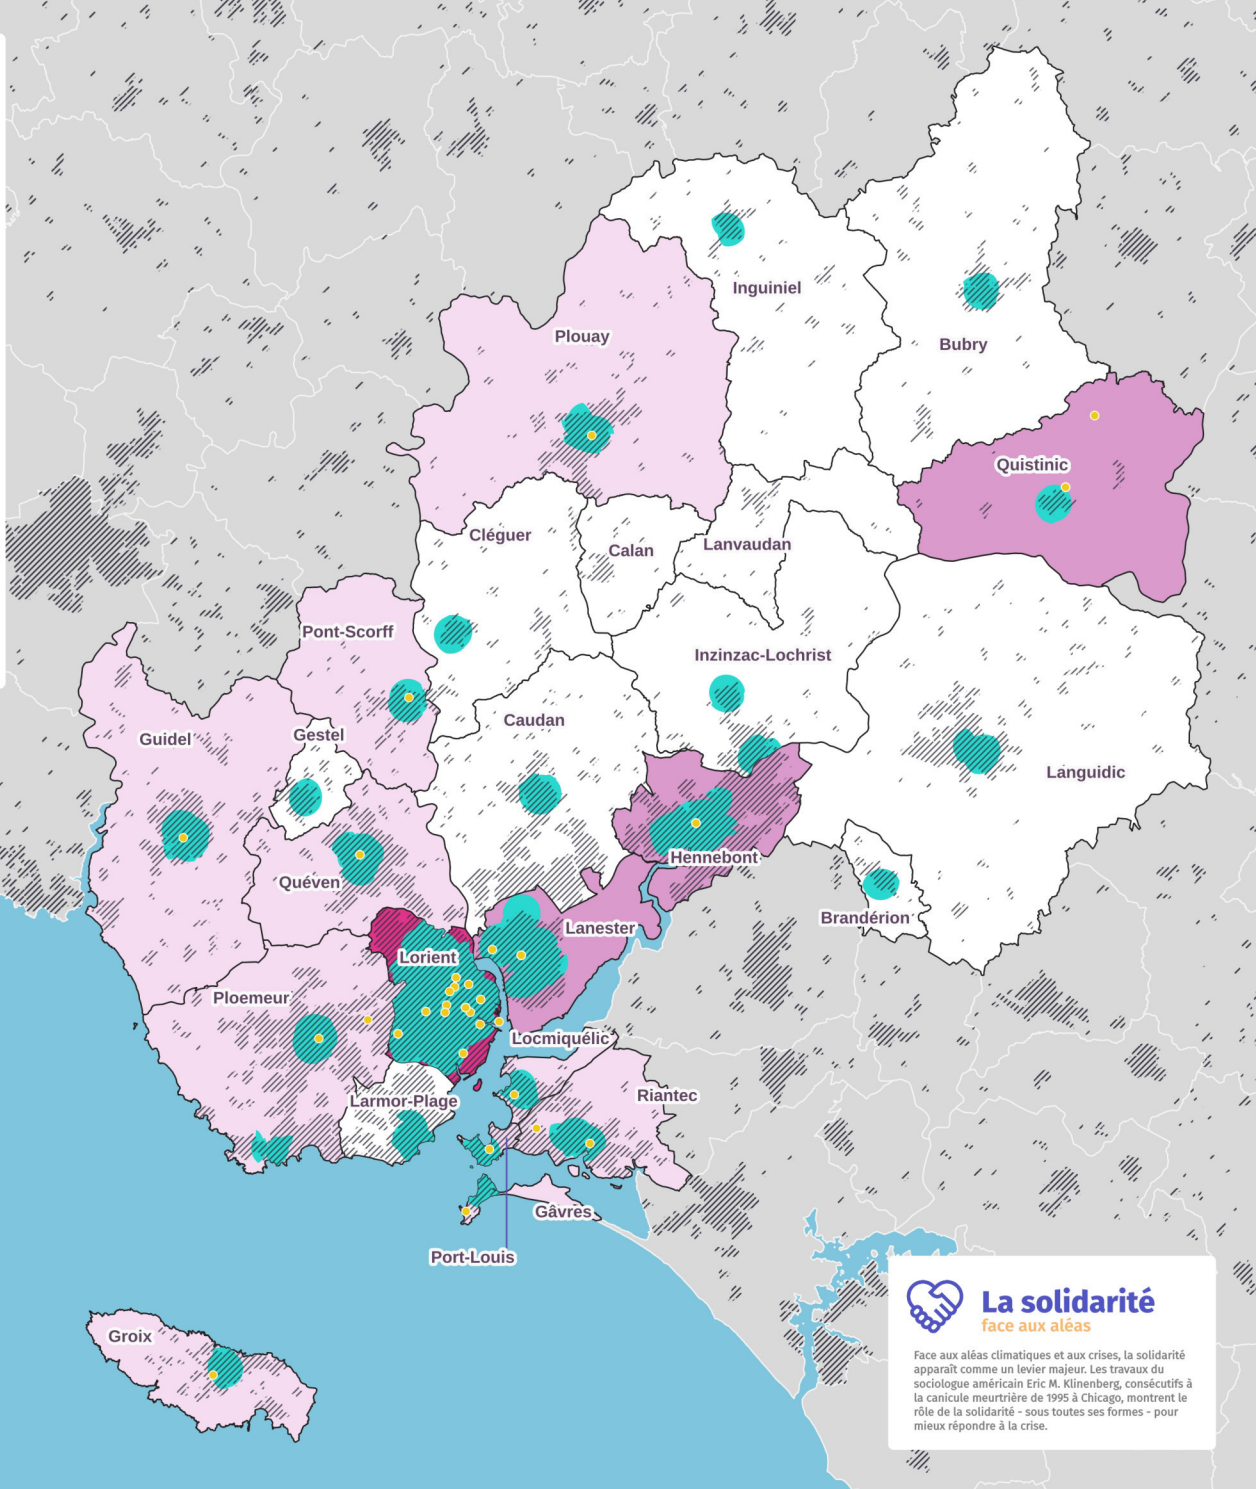 Inguiniel
Plouay
Bubry
Quistinic
Cléguer
Calan
Lanvaudan
Pont-Scorff
Inzinzac-Lochrist
Caudan
Gestel
Guidel
Languidic
Hennebont
Quéven
Brandérion
Lanester
Lorient
Ploemeur
Locmiquélic
Riantec
Larmor-Plage
Gâvres
Port-Louis
Groix
La solidarité
face aux aléas
Face aux aléas climatiques et aux crises, la solidarité
apparaît comme un levier majeur. Les travaux du
sociologue américain Eric M. Klinenberg, consécutifs à
la canicule meurtrière de 1995 à Chicago, montrent le
rôle de la solidarité - sous toutes ses formes - pour
mieux répondre à la crise.